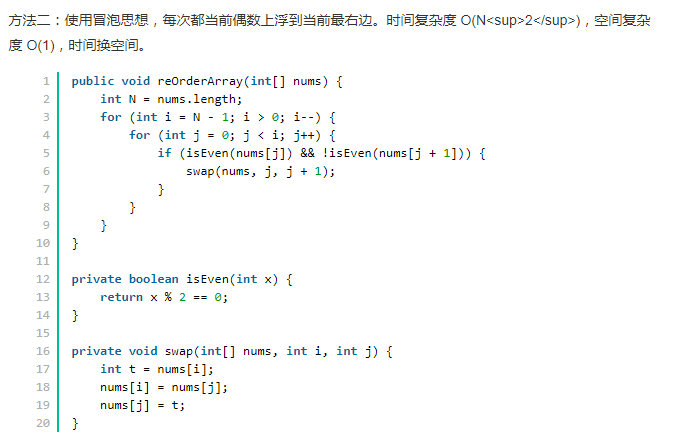 方法二：使用冒泡思想，每次都当前偶数上浮到当前最右边。时间复杂度 O(N<sup>2</sup>)，空间复杂
度 O(1)，时间换空间。
1 public void reOrderArray(int[] nums) {
2     int N = nums.length;
3     for (int i = N - 1; i > 0; i--) {
4         for (int j = 0; j < i; j++) {
5             if (isEven(nums[j]) && !isEven(nums[j + 1])) {
6                 swap(nums, j, j + 1);
7             }
8         }
9     }
10 }
11
12 private boolean isEven(int x) {
13     return x % 2 == 0;
14 }
15
16 private void swap(int[] nums, int i, int j) {
17     int t = nums[i];
18     nums[i] = nums[j];
19     nums[j] = t;
20 }